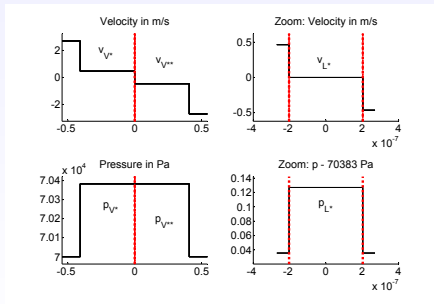 Velocity in m/s
2
0
-2
-0.5
0
0.5
v_V*
v_V**
Zoom: Velocity in m/s
0.5
0
-0.5
-4
-2
0
2
4
x 10^-7
v_L*
Pressure in Pa
x 10^4
7.04
7.03
7.02
7.01
7
-0.5
0
0.5
p_V*
p_V**
Zoom: p - 70383 Pa
0.14
0.12
0.1
0.08
0.06
0.04
-4
-2
0
2
4
x 10^-7
p_L*